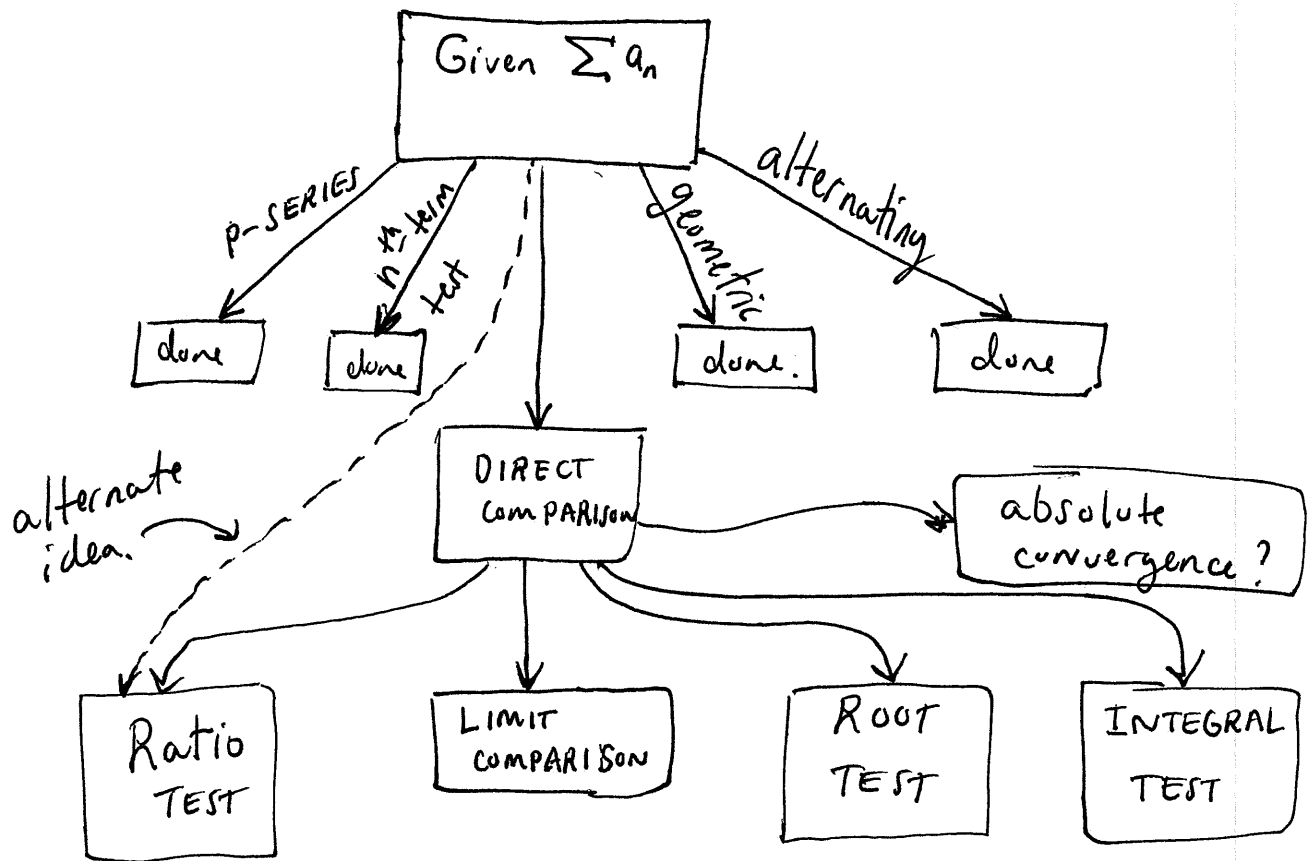 Given ∑ aₙ
p-SERIES
nth term
test
geometric
alternating
done
done
done.
done
alternate
idea.
DIRECT
COMPARISON
absolute
convergence?
Ratio
TEST
LIMIT
COMPARISON
ROOT
TEST
INTEGRAL
TEST